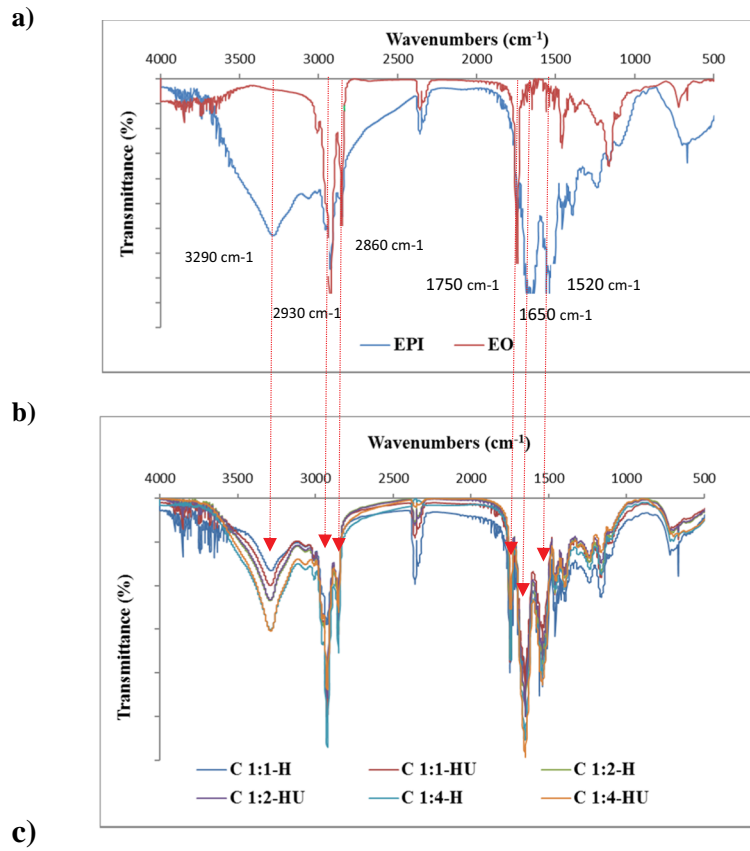 a)
Wavenumbers (cm-1)
4000 3500 3000 2500 2000 1500 1000 500
Transmittance (%)
3290 cm-1
2860 cm-1
1750 cm-1
1520 cm-1
2930 cm-1
1650 cm-1
EPI EO
b)
Wavenumbers (cm-1)
4000 3500 3000 2500 2000 1500 1000 500
Transmittance (%)
C 1:1-H C 1:1-HU C 1:2-H
C 1:2-HU C 1:4-H C 1:4-HU
c)